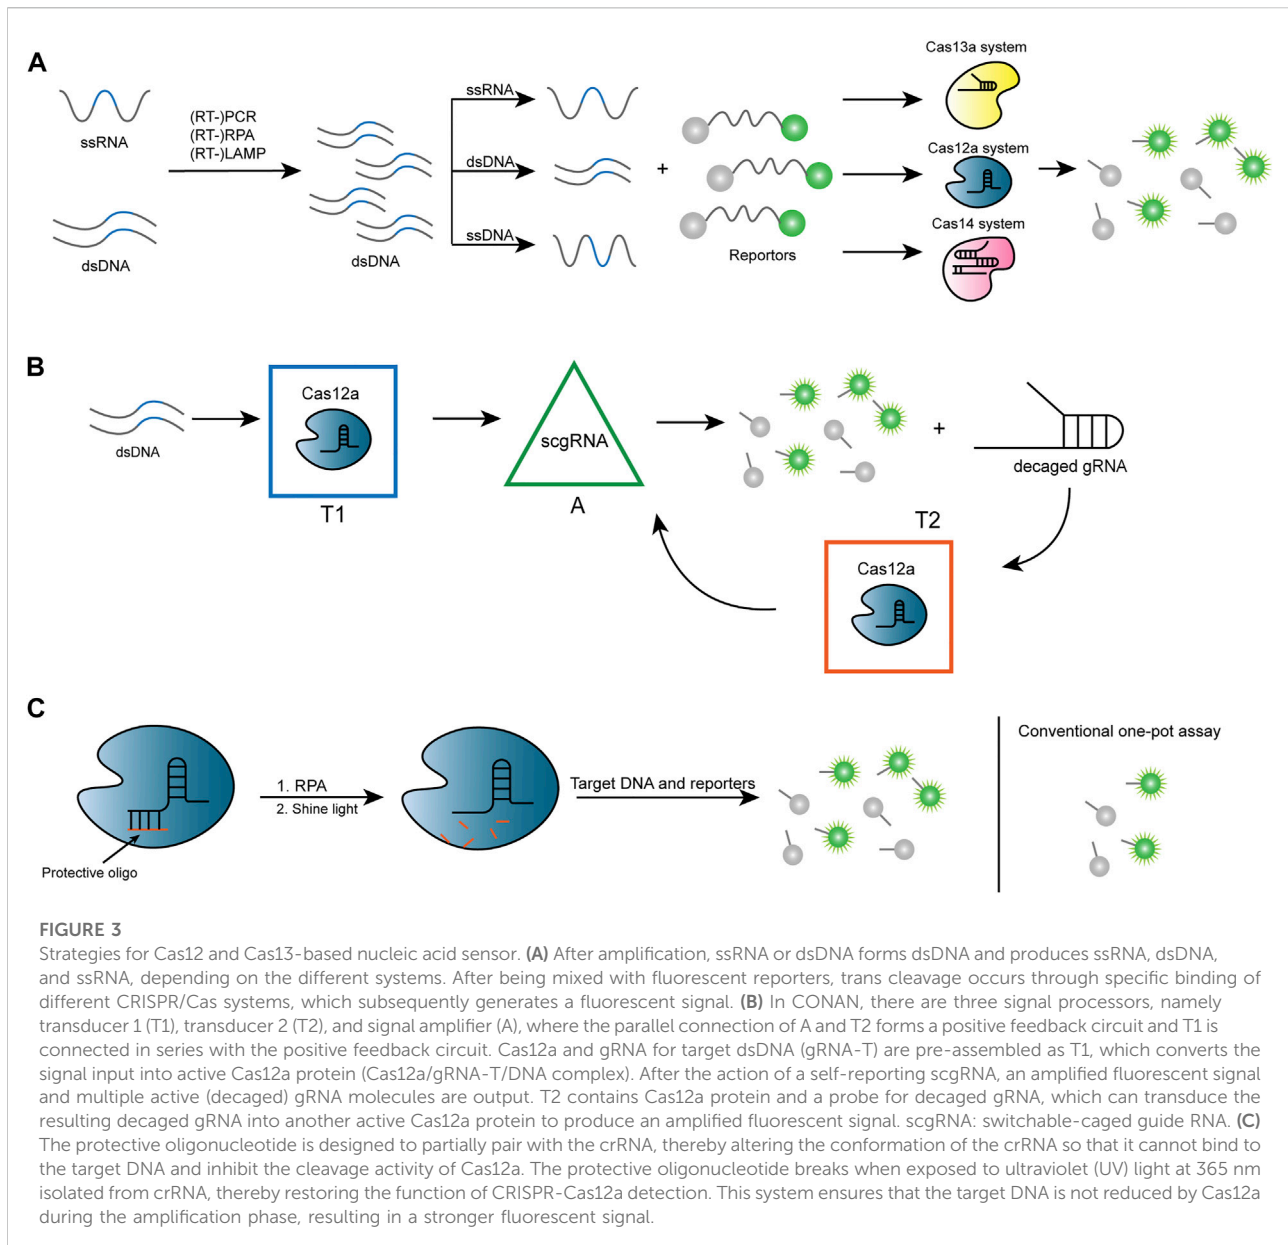 A
ssRNA
dsDNA
(RT-)PCR
(RT-)RPA
(RT-)LAMP
dsDNA
ssRNA
dsDNA
ssDNA
+
Reportors
Cas13a system
Cas12a system
Cas14 system
B
dsDNA
Cas12a
T1
scgRNA
A
+
decaged gRNA
T2
Cas12a
C
Protective oligo
1. RPA
2. Shine light
Target DNA and reporters
Conventional one-pot assay
FIGURE 3
Strategies for Cas12 and Cas13-based nucleic acid sensor. (A) After amplification, ssRNA or dsDNA forms dsDNA and produces ssRNA, dsDNA,
and ssRNA, depending on the different systems. After being mixed with fluorescent reporters, trans cleavage occurs through specific binding of
different CRISPR/Cas systems, which subsequently generates a fluorescent signal. (B) In CONAN, there are three signal processors, namely
transducer 1 (T1), transducer 2 (T2), and signal amplifier (A), where the parallel connection of A and T2 forms a positive feedback circuit and T1 is
connected in series with the positive feedback circuit. Cas12a and gRNA for target dsDNA (gRNA-T) are pre-assembled as T1, which converts the
signal input into active Cas12a protein (Cas12a/gRNA-T/DNA complex). After the action of a self-reporting scgRNA, an amplified fluorescent signal
and multiple active (decaged) gRNA molecules are output. T2 contains Cas12a protein and a probe for decaged gRNA, which can transduce the
resulting decaged gRNA into another active Cas12a protein to produce an amplified fluorescent signal. scgRNA: switchable-caged guide RNA. (C)
The protective oligonucleotide is designed to partially pair with the crRNA, thereby altering the conformation of the crRNA so that it cannot bind to
the target DNA and inhibit the cleavage activity of Cas12a. The protective oligonucleotide breaks when exposed to ultraviolet (UV) light at 365 nm
isolated from crRNA, thereby restoring the function of CRISPR-Cas12a detection. This system ensures that the target DNA is not reduced by Cas12a
during the amplification phase, resulting in a stronger fluorescent signal.